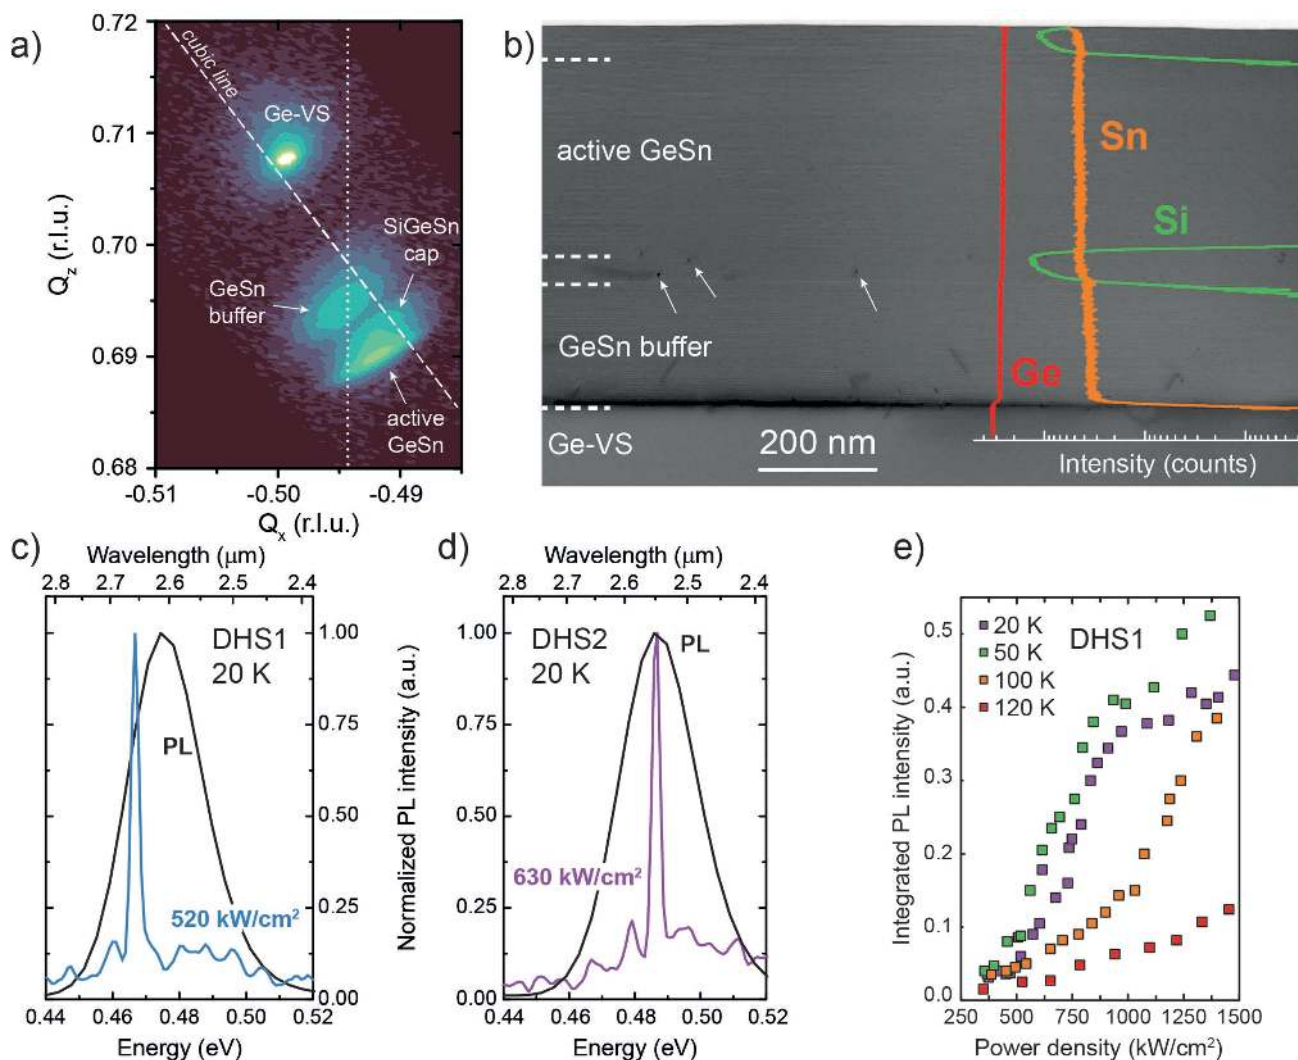 a)
0.72
0.71
0.70
0.69
0.68
Qz (r.l.u.)
-0.51
-0.50
-0.49
Qx (r.l.u.)
cubic line
Ge-VS
SiGeSn
cap
GeSn
buffer
active
GeSn
b)
active GeSn
GeSn buffer
Ge-VS
200 nm
Sn
Si
Ge
Intensity (counts)
c)
Wavelength (μm)
2.8 2.7 2.6 2.5 2.4
DHS1
20 K
PL
520 kW/cm²
1.00
0.75
0.50
0.25
0.00
0.44 0.46 0.48 0.50 0.52
Energy (eV)
d)
Wavelength (μm)
2.8 2.7 2.6 2.5 2.4
Normalized PL intensity (a.u.)
1.00
0.75
0.50
0.25
0.00
DHS2
20 K
PL
630 kW/cm²
0.44 0.46 0.48 0.50 0.52
Energy (eV)
e)
Integrated PL intensity (a.u.)
0.5
0.4
0.3
0.2
0.1
0.0
20 K
50 K
100 K
120 K
DHS1
250 500 750 1000 1250 1500
Power density (kW/cm²)